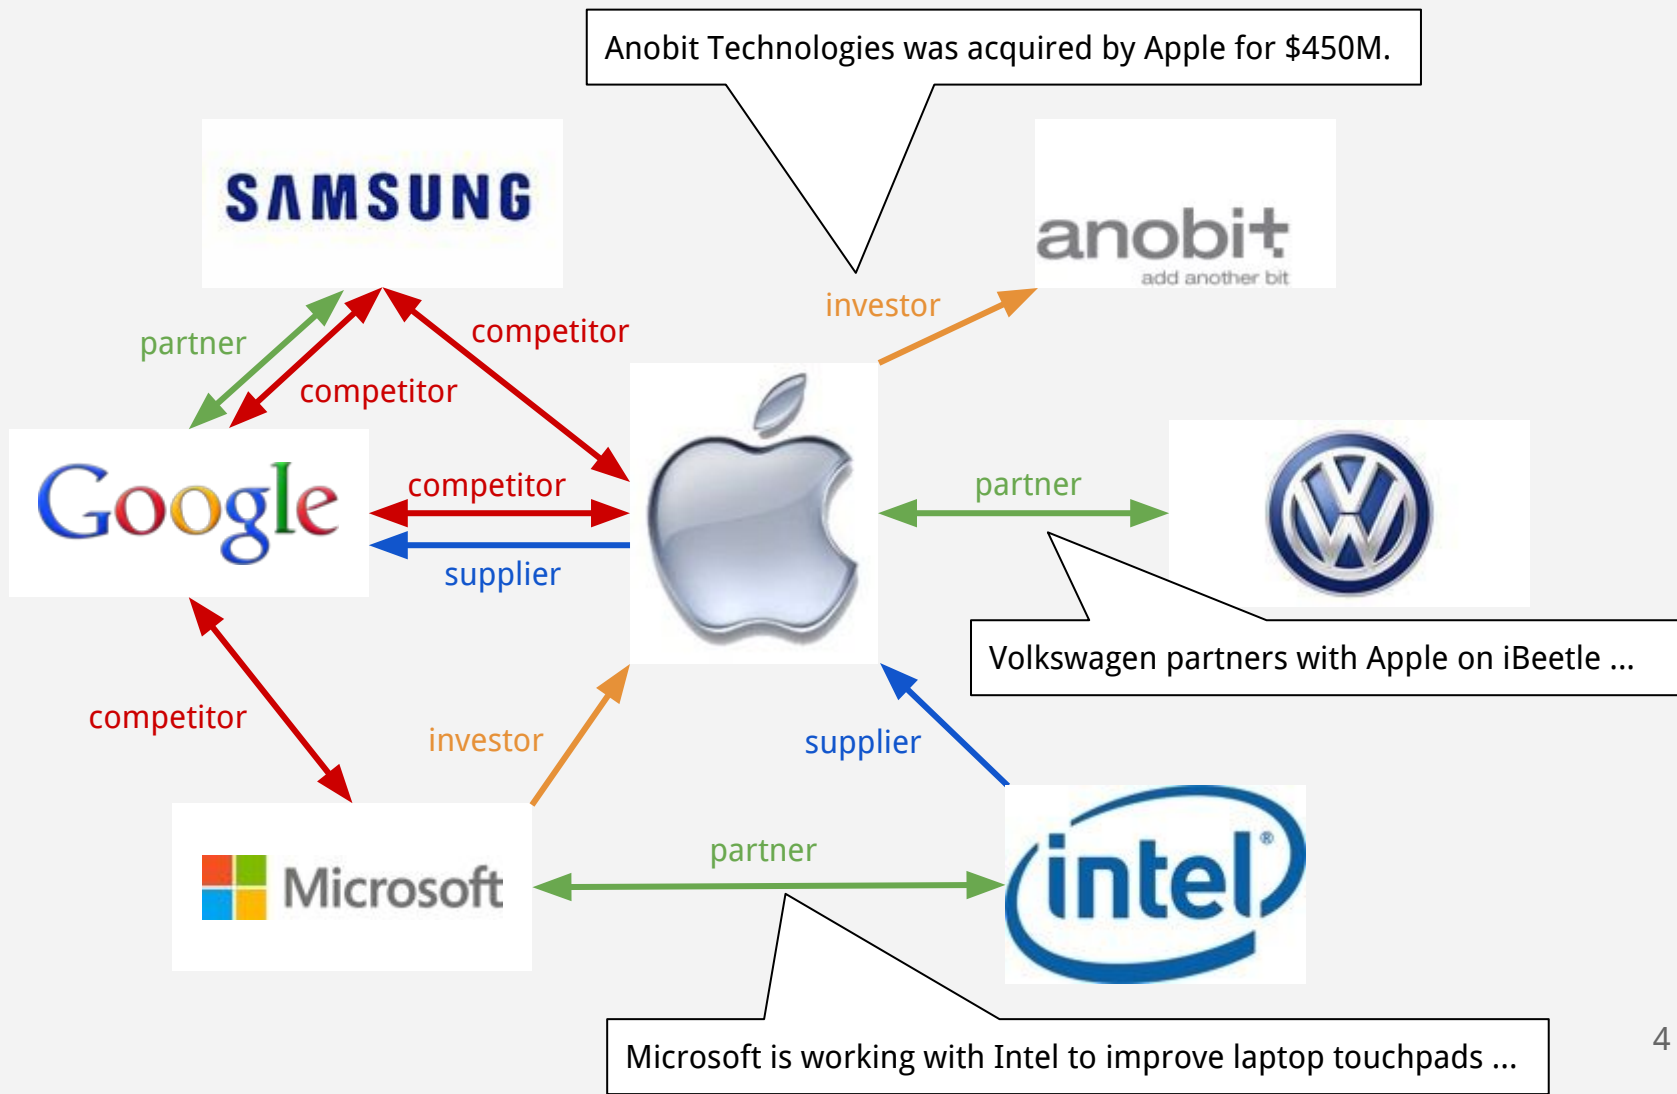 Anobit Technologies was acquired by Apple for $450M.
SAMSUNG
anobit
add another bit
investor
partner
competitor
competitor
Google
competitor
supplier
partner
Volkswagen partners with Apple on iBeetle ...
competitor
investor
supplier
Microsoft
partner
intel®
Microsoft is working with Intel to improve laptop touchpads ...
4